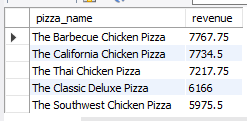 pizza_name revenue
The Barbecue Chicken Pizza 7767.75
The California Chicken Pizza 7734.5
The Thai Chicken Pizza 7217.75
The Classic Deluxe Pizza 6166
The Southwest Chicken Pizza 5975.5